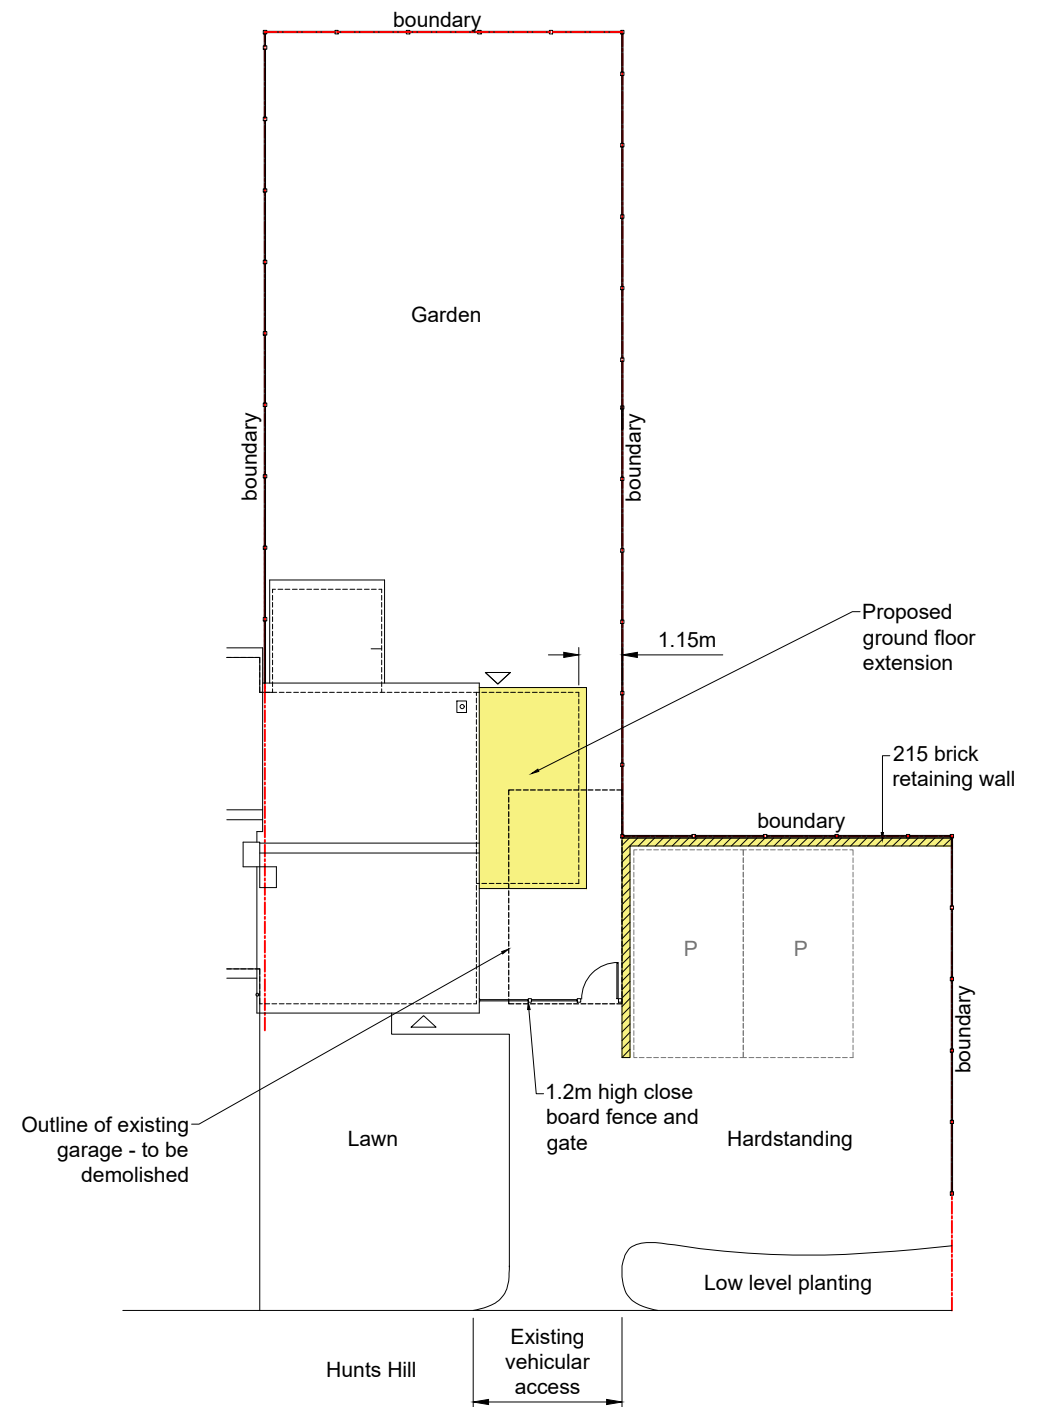 boundary
Garden
boundary
boundary
Proposed
ground floor
extension
1.15m
215 brick
retaining wall
boundary
P
P
boundary
1.2m high close
board fence and
gate
Outline of existing
garage - to be
demolished
Lawn
Hardstanding
Low level planting
Existing
vehicular
access
Hunts Hill